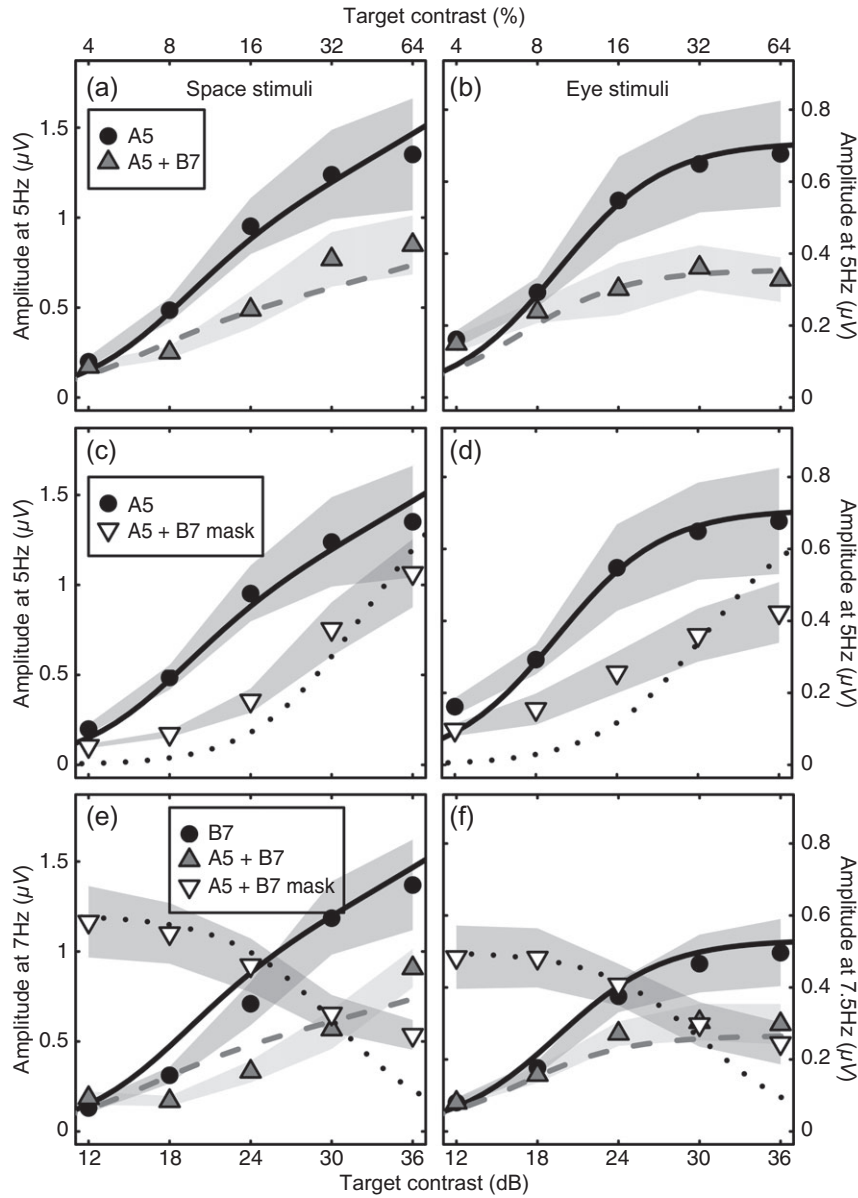 Target contrast (%)
4 8 16 32 64 4 8 16 32 64
(a) Space stimuli
A5
A5 + B7
1.5
1
0.5
0
Amplitude at 5Hz (µV)
(b) Eye stimuli
0.8
0.6
0.4
0.2
0
Amplitude at 5Hz (µV)
(c)
A5
A5 + B7 mask
1.5
1
0.5
0
Amplitude at 5Hz (µV)
(d)
0.8
0.6
0.4
0.2
0
Amplitude at 5Hz (µV)
(e)
B7
A5 + B7
A5 + B7 mask
1.5
1
0.5
0
Amplitude at 7Hz (µV)
(f)
0.8
0.6
0.4
0.2
0
Amplitude at 7.5Hz (µV)
12 18 24 30 36 12 18 24 30 36
Target contrast (dB)